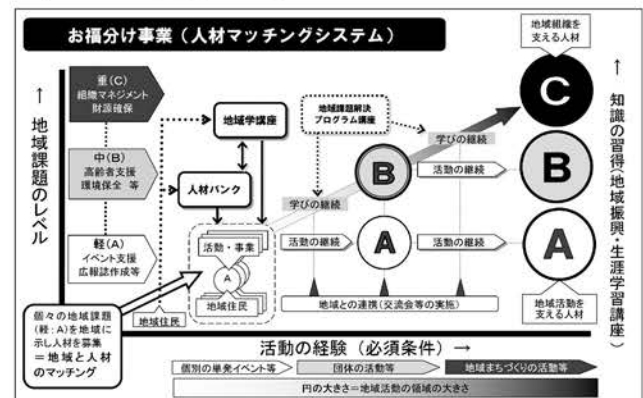 お福分け事業（人材マッチングシステム）
地域組織を
支える人材
↑ 地域課題のレベル
重(C)
組織マネジメント
財源確保
中(B)
高齢者支援
環境保全 等
軽(A)
イベント支援
広報誌作成等
地域学講座
人材バンク
地域課題解決
プログラム講座
学びの継続
学びの継続
活動・事業
A
地域住民
活動の継続
活動の継続
活動の継続
B
A
C
B
A
地域活動を
支える人材
↑ 知識の習得(地域振興・生涯学習講座)
地域との連携(交流会等の実施)
地域住民
個々の地域課題
(軽:A)を地域に
示し人材を募集
＝地域と人材
のマッチング
活動の経験（必須条件）→
個別の単発イベント等
団体の活動等
地域まちづくりの活動等
円の大きさ＝地域活動の領域の大きさ